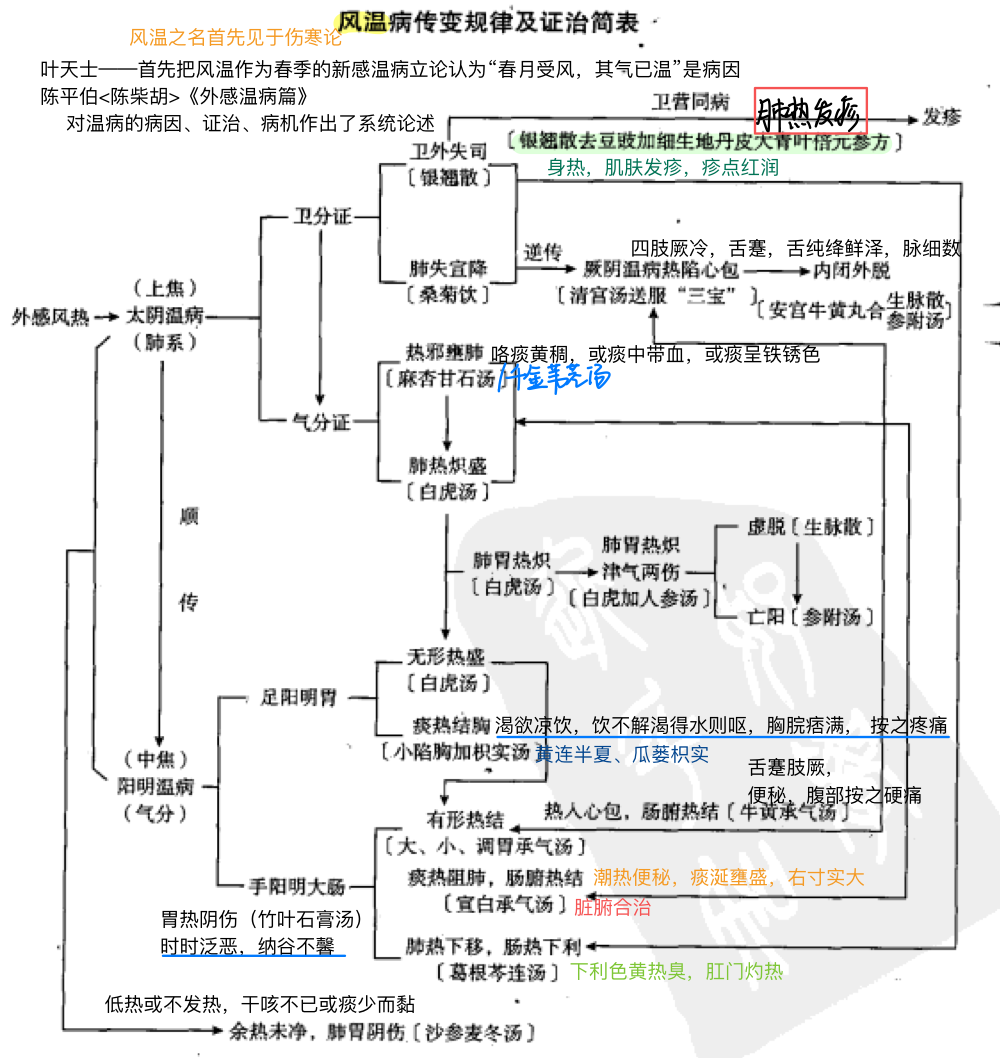 风温病传变规律及证治简表
风温之名首先见于伤寒论
叶天士——首先把风温作为春季的新感温病立论认为“春月受风，其气已温”是病因
陈平伯<陈柴胡>《外感温病篇》
对温病的病因、证治、病机作出了系统论述
卫营同病
肺热发疹
发疹
〔银翘散去豆豉加细生地丹皮大青叶倍元参方〕
身热，肌肤发疹，疹点红润
卫外失司
〔银翘散〕
卫分证
肺失宣降
〔桑菊饮〕
逆传
四肢厥冷，舌蹇，舌纯绛鲜泽，脉细数
厥阴温病热陷心包
〔清宫汤送服“三宝”〕
内闭外脱
〔安宫牛黄丸合生脉散
参附汤〕
外感风热
（上焦）
太阴温病
（肺系）
热邪壅肺
〔麻杏甘石汤〕
咯痰黄稠，或痰中带血，或痰呈铁锈色
仟金苇茎汤
气分证
肺热炽盛
〔白虎汤〕
顺
传
肺胃热炽
〔白虎汤〕
肺胃热炽
津气两伤
〔白虎加人参汤〕
虚脱〔生脉散〕
亡阳〔参附汤〕
无形热盛
〔白虎汤〕
足阳明胃
痰热结胸
渴欲凉饮，饮不解渴得水则呕，胸脘痞满， 按之疼痛
〔小陷胸加枳实汤〕
黄连半夏、瓜蒌枳实
（中焦）
阳明温病
（气分）
舌蹇肢厥，
便秘，腹部按之硬痛
热入心包，肠腑热结〔牛黄承气汤〕
有形热结
〔大、小、调胃承气汤〕
手阳明大肠
痰热阻肺，肠腑热结
潮热便秘，痰涎壅盛，右寸实大
〔宣白承气汤〕
脏腑合治
胃热阴伤（竹叶石膏汤）
时时泛恶，纳谷不馨
肺热下移，肠热下利
〔葛根芩连汤〕
下利色黄热臭，肛门灼热
低热或不发热，干咳不已或痰少而黏
余热未净，肺胃阴伤〔沙参麦冬汤〕